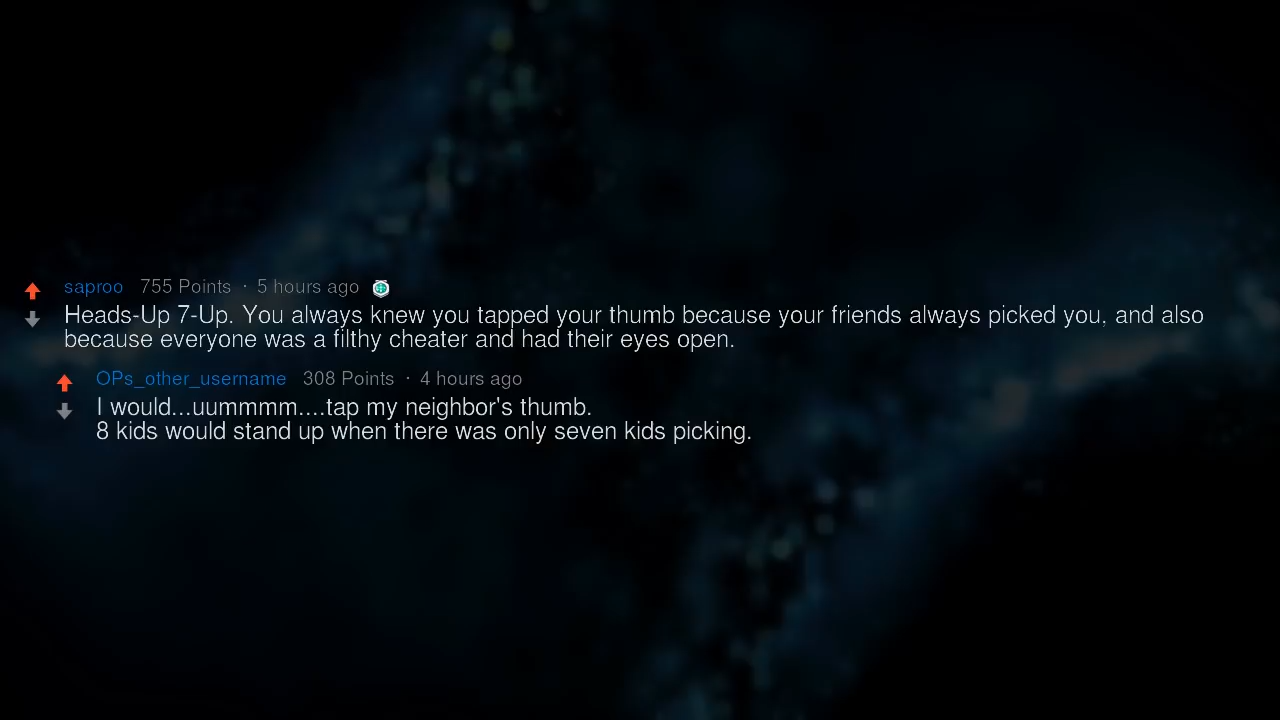 saproo 755 Points · 5 hours ago
Heads-Up 7-Up. You always knew you tapped your thumb because your friends always picked you, and also
because everyone was a filthy cheater and had their eyes open.
OPs_other_username 308 Points · 4 hours ago
I would...uummmm....tap my neighbor's thumb.
8 kids would stand up when there was only seven kids picking.